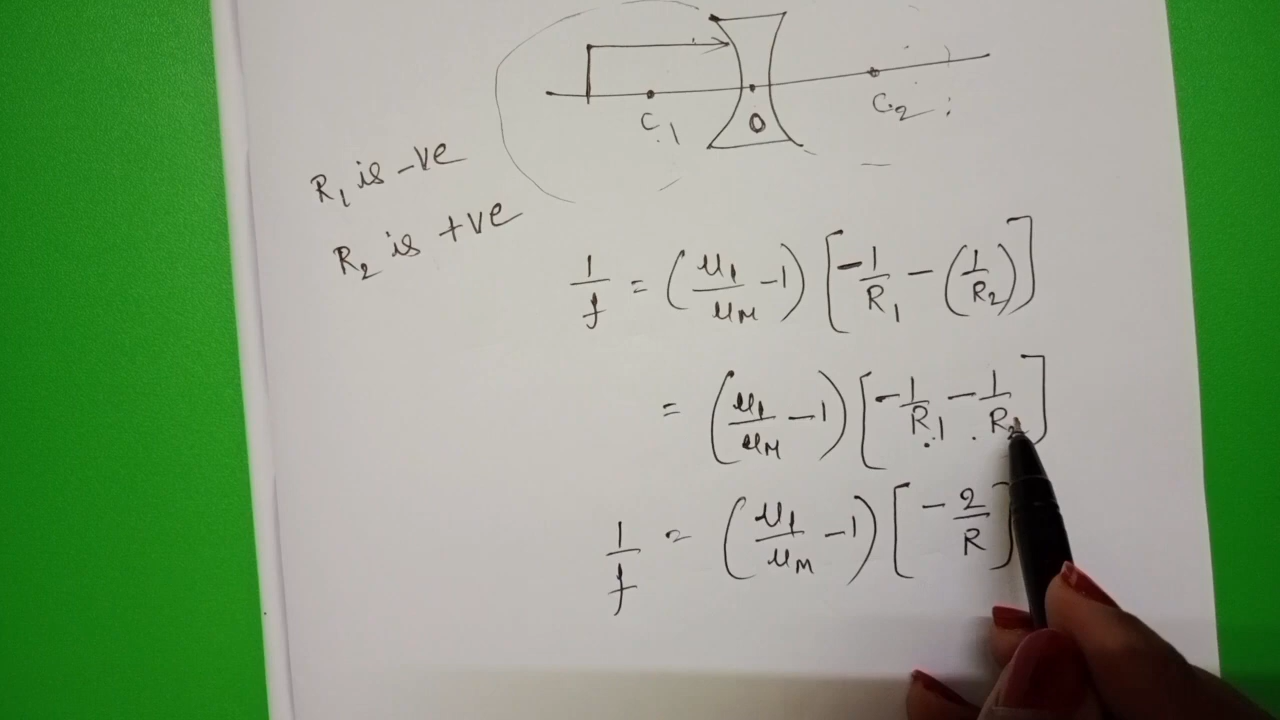 C₁ O C₂
R₁ is -ve
R₂ is +ve
1/f = (μ₁/μM - 1) [-1/R₁ - (1/R₂)]
= (μ₁/μM - 1) [-1/R₁ - 1/R₂]
1/f = (μ₁/μM - 1) [-2/R]